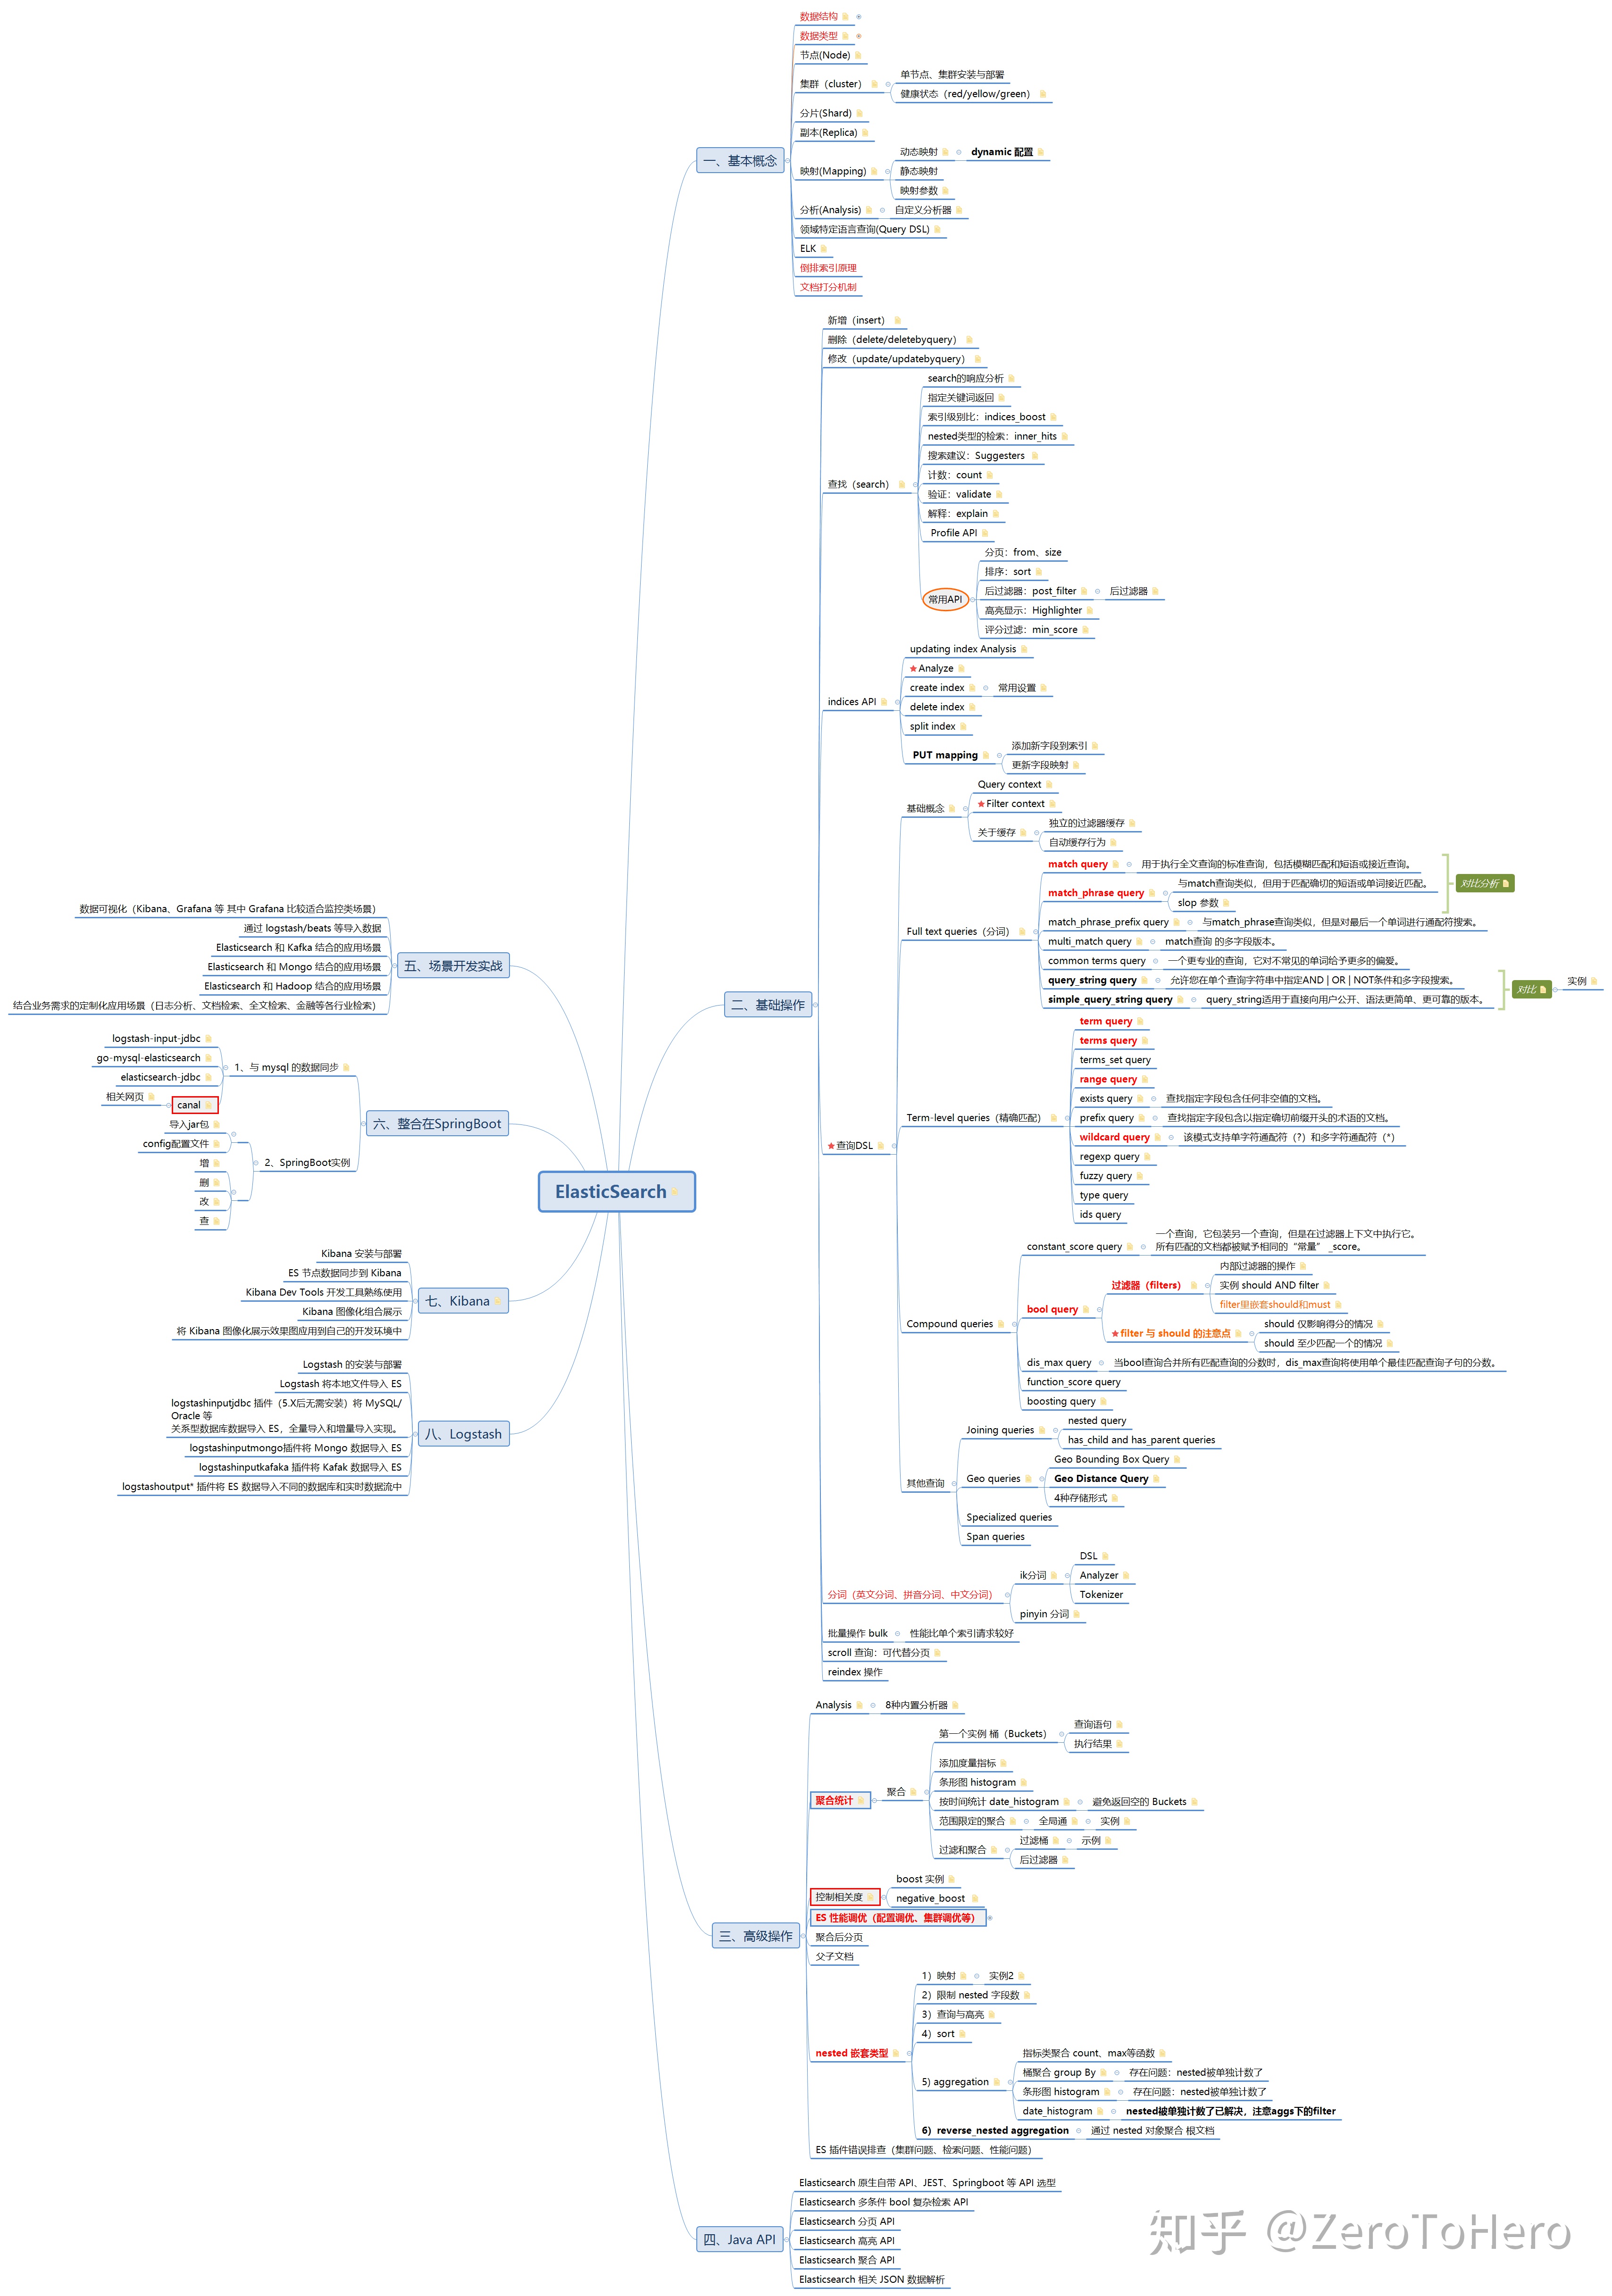 ElasticSearch
一、基本概念
数据结构
数据类型
节点(Node)
集群（cluster）
单节点、集群安装与部署
健康状态（red/yellow/green）
分片(Shard)
副本(Replica)
映射(Mapping)
动态映射
dynamic 配置
静态映射
映射参数
分析(Analysis)
自定义分析器
领域特定语言查询(Query DSL)
ELK
倒排索引原理
文档打分机制
二、基础操作
新增（insert）
删除（delete/deletebyquery）
修改（update/updatebyquery）
查找（search）
search的响应分析
指定关键词返回
索引级别比：indices_boost
nested类型的检索：inner_hits
搜索建议：Suggesters
计数：count
验证：validate
解释：explain
Profile API
常用API
分页：from、size
排序：sort
后过滤器：post_filter
后过滤器
高亮显示：Highlighter
评分过滤：min_score
indices API
updating index Analysis
Analyze
create index
常用设置
delete index
split index
PUT mapping
添加新字段到索引
更新字段映射
查询DSL
基础概念
Query context
Filter context
关于缓存
独立的过滤器缓存
自动缓存行为
Full text queries（分词）
match query
用于执行全文查询的标准查询，包括模糊匹配和短语或接近查询。
match_phrase query
与match查询类似，但用于匹配确切的短语或单词接近匹配。
slop 参数
对比分析
match_phrase_prefix query
与match_phrase查询类似，但是对最后一个单词进行通配符搜索。
multi_match query
match查询 的多字段版本。
common terms query
一个更专业的查询，它对不常见的单词给予更多的偏爱。
query_string query
允许您在单个查询字符串中指定AND | OR | NOT条件和多字段搜索。
simple_query_string query
query_string适用于直接向用户公开、语法更简单、更可靠的版本。
对比
实例
Term-level queries（精确匹配）
term query
terms query
terms_set query
range query
exists query
查找指定字段包含任何非空值的文档。
prefix query
查找指定字段包含以指定确切前缀开头的术语的文档。
wildcard query
该模式支持单字符通配符（?）和多字符通配符（*）
regexp query
fuzzy query
type query
ids query
Compound queries
constant_score query
一个查询，它包装另一个查询，但是在过滤器上下文中执行它。
所有匹配的文档都被赋予相同的“常量” _score。
bool query
过滤器（filters）
内部过滤器的操作
实例 should AND filter
filter里嵌套should和must
filter 与 should 的注意点
should 仅影响得分的情况
should 至少匹配一个的情况
dis_max query
当bool查询合并所有匹配查询的分数时，dis_max查询将使用单个最佳匹配查询子句的分数。
function_score query
boosting query
其他查询
Joining queries
nested query
has_child and has_parent queries
Geo queries
Geo Bounding Box Query
Geo Distance Query
4种存储形式
Specialized queries
Span queries
分词（英文分词、拼音分词、中文分词）
ik分词
DSL
Analyzer
Tokenizer
pinyin 分词
批量操作 bulk
性能比单个索引请求较好
scroll 查询：可代替分页
reindex 操作
三、高级操作
Analysis
8种内置分析器
聚合统计
聚合
第一个实例 桶（Buckets）
查询语句
执行结果
添加度量指标
条形图 histogram
按时间统计 date_histogram
避免返回空的 Buckets
范围限定的聚合
全局通
实例
过滤和聚合
过滤桶
示例
后过滤器
控制相关度
boost 实例
negative_boost
ES 性能调优（配置调优、集群调优等）
聚合后分页
父子文档
nested 嵌套类型
1）映射
实例2
2）限制 nested 字段数
3）查询与高亮
4）sort
5) aggregation
指标类聚合 count、max等函数
桶聚合 group By
存在问题：nested被单独计数了
条形图 histogram
存在问题：nested被单独计数了
date_histogram
nested被单独计数了已解决，注意aggs下的filter
6）reverse_nested aggregation
通过 nested 对象聚合 根文档
ES 插件错误排查（集群问题、检索问题、性能问题）
四、Java API
Elasticsearch 原生自带 API、JEST、Springboot 等 API 选型
Elasticsearch 多条件 bool 复杂检索 API
Elasticsearch 分页 API
Elasticsearch 高亮 API
Elasticsearch 聚合 API
Elasticsearch 相关 JSON 数据解析
五、场景开发实战
数据可视化（Kibana、Grafana 等 其中 Grafana 比较适合监控类场景）
通过 logstash/beats 等导入数据
Elasticsearch 和 Kafka 结合的应用场景
Elasticsearch 和 Mongo 结合的应用场景
Elasticsearch 和 Hadoop 结合的应用场景
结合业务需求的定制化应用场景（日志分析、文档检索、全文检索、金融等各行业检索）
六、整合在SpringBoot
1、与 mysql 的数据同步
logstash-input-jdbc
go-mysql-elasticsearch
elasticsearch-jdbc
canal
相关网页
2、SpringBoot实例
导入jar包
config配置文件
增
删
改
查
七、Kibana
Kibana 安装与部署
ES 节点数据同步到 Kibana
Kibana Dev Tools 开发工具熟练使用
Kibana 图像化组合展示
将 Kibana 图像化展示效果图应用到自己的开发环境中
八、Logstash
Logstash 的安装与部署
Logstash 将本地文件导入 ES
logstashinputjdbc 插件（5.X后无需安装）将 MySQL/
Oracle 等
关系型数据库数据导入 ES，全量导入和增量导入实现。
logstashinputmongo插件将 Mongo 数据导入 ES
logstashinputkafaka 插件将 Kafak 数据导入 ES
logstashoutput* 插件将 ES 数据导入不同的数据库和实时数据流中
知乎 @ZeroToHero